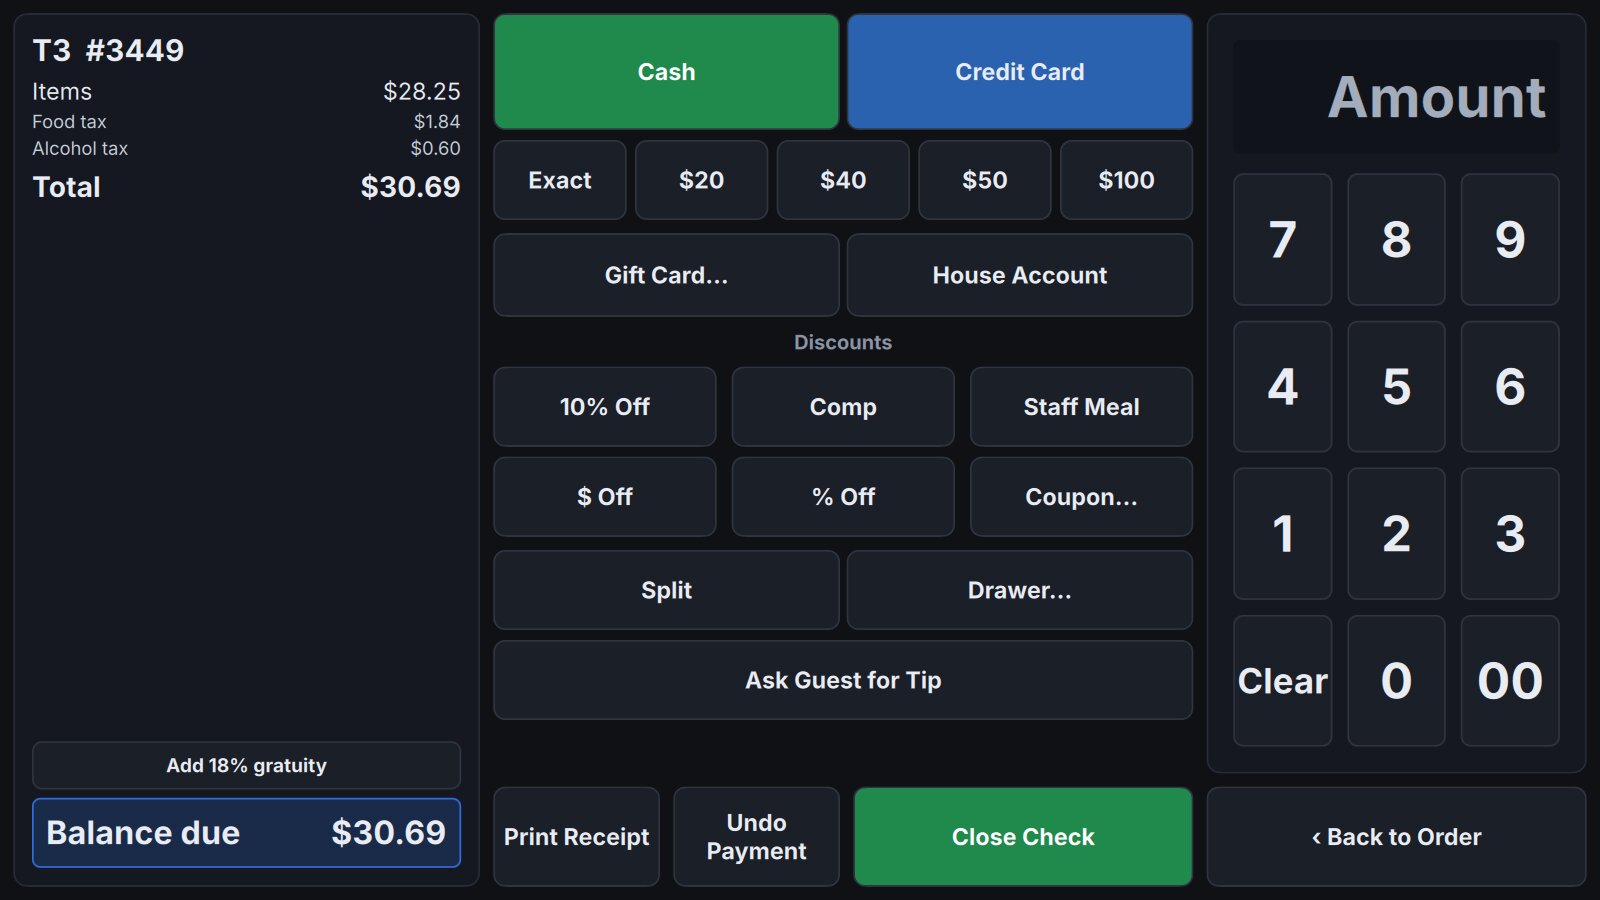 T3 #3449
Items $28.25
Food tax $1.84
Alcohol tax $0.60
Total $30.69
Add 18% gratuity
Balance due $30.69
Cash
Credit Card
Exact
$20
$40
$50
$100
Gift Card...
House Account
Discounts
10% Off
Comp
Staff Meal
$ Off
% Off
Coupon...
Split
Drawer...
Ask Guest for Tip
Print Receipt
Undo
Payment
Close Check
Amount
7
8
9
4
5
6
1
2
3
Clear
0
00
‹ Back to Order